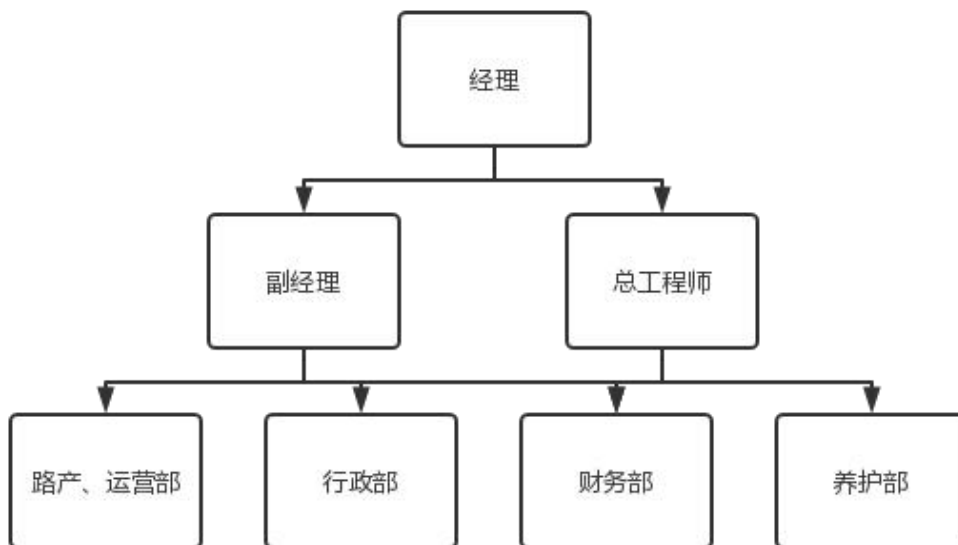 经理
副经理
总工程师
路产、运营部
行政部
财务部
养护部